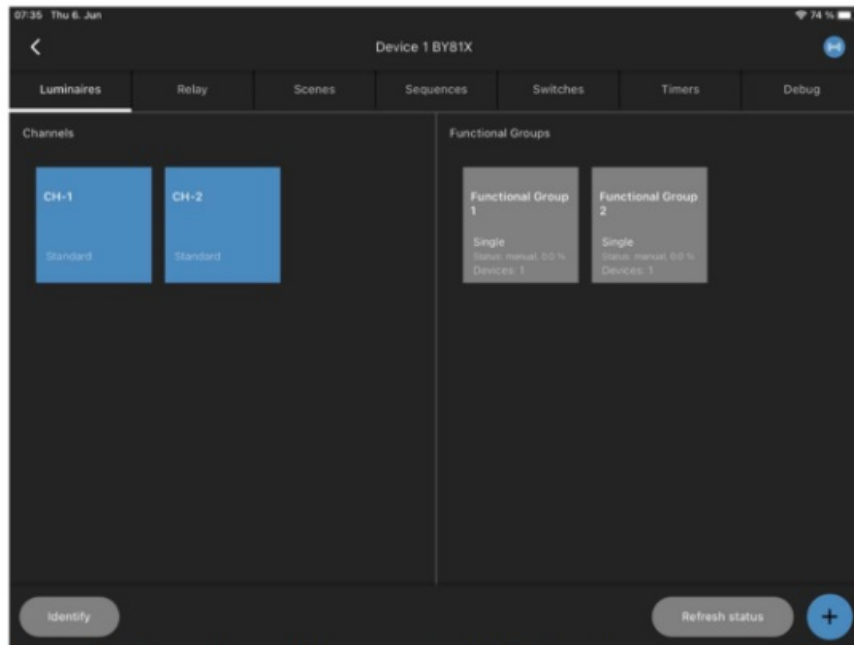 07:35 Thu 6. Jun
74 %
Device 1 BY81X
Luminaires
Relay
Scenes
Sequences
Switches
Timers
Debug
Channels
CH-1
Standard
CH-2
Standard
Functional Groups
Functional Group
1
Single
Status: manual, 0.0 %
Devices: 1
Functional Group
2
Single
Status: manual, 0.0 %
Devices: 1
Identify
Refresh status
+